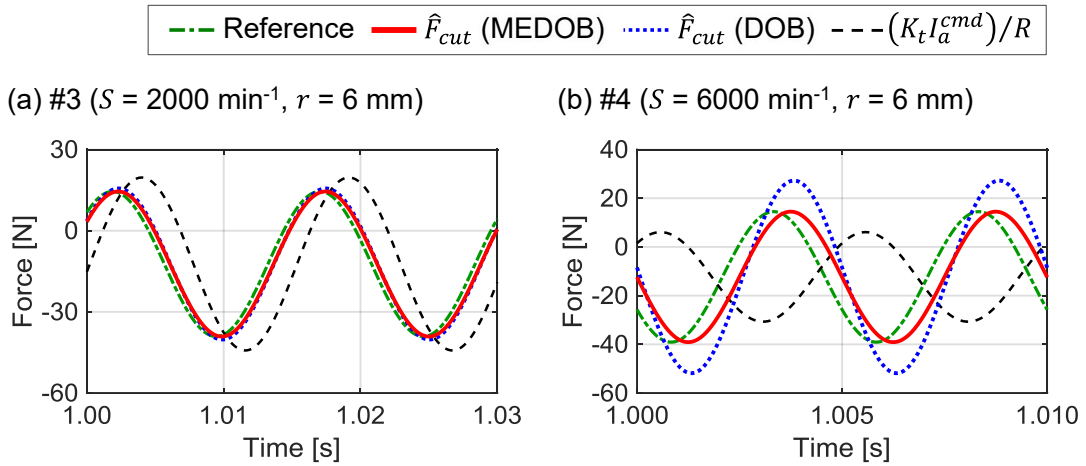 Reference F̂cut (MEDOB) F̂cut (DOB) (KtIa^cmd)/R
(a) #3 (S = 2000 min⁻¹, r = 6 mm)
(b) #4 (S = 6000 min⁻¹, r = 6 mm)
Force [N]
30
0
-30
-60
1.00 1.01 1.02 1.03
Time [s]
Force [N]
40
20
0
-20
-40
-60
1.000 1.005 1.010
Time [s]